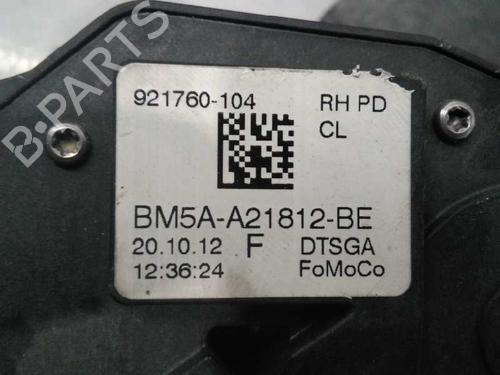 B-PARTS
921760-104 RH PD
CL
BM5A-A21812-BE
20.10.12 F DTSGA
12:36:24 FoMoCo